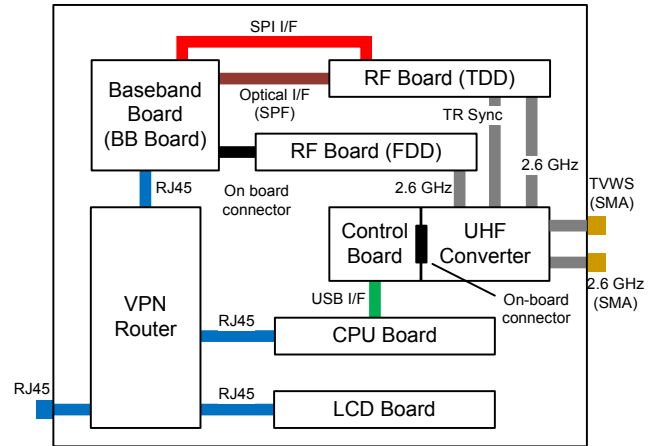 SPI I/F
Baseband
Board
(BB Board)
RF Board (TDD)
Optical I/F
(SPF)
TR Sync
RF Board (FDD)
2.6 GHz
RJ45
On board
connector
2.6 GHz
TVWS
(SMA)
Control
Board
UHF
Converter
VPN
Router
2.6 GHz
(SMA)
USB I/F
On-board
connector
RJ45
CPU Board
RJ45
RJ45
LCD Board